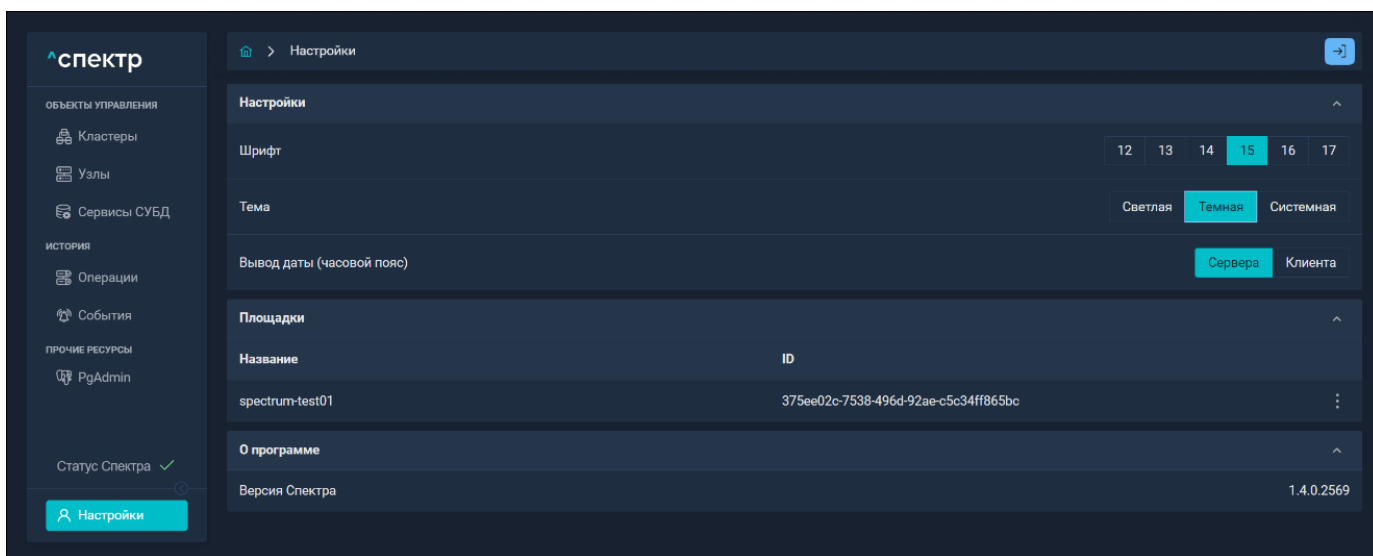 ^спектр
ОБЪЕКТЫ УПРАВЛЕНИЯ
Кластеры
Узлы
Сервисы СУБД
ИСТОРИЯ
Операции
События
ПРОЧИЕ РЕСУРСЫ
PgAdmin
Статус Спектра
Настройки
Настройки
Настройки
Шрифт 12 13 14 15 16 17
Тема Светлая Темная Системная
Вывод даты (часовой пояс) Сервера Клиента
Площадки
Название ID
spectrum-test01 375ee02c-7538-496d-92ae-c5c34ff865bc
О программе
Версия Спектра 1.4.0.2569